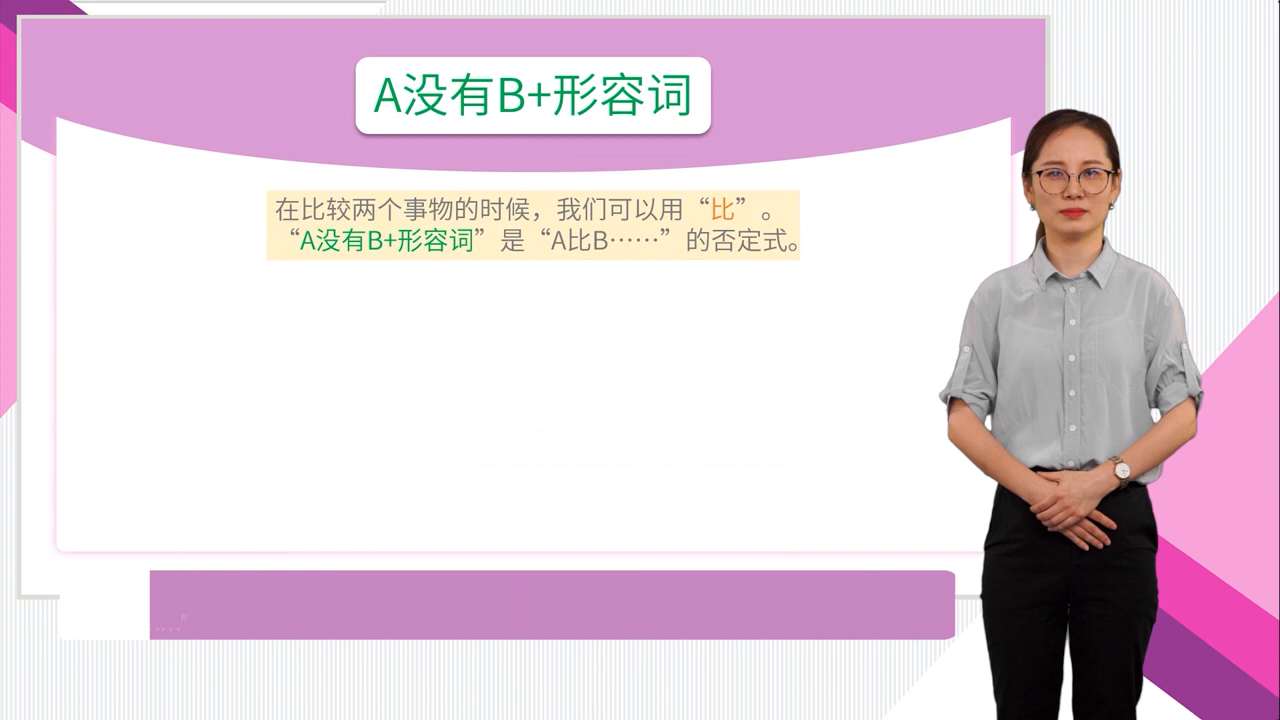 A没有B+形容词
在比较两个事物的时候，我们可以用“比”。
“A没有B+形容词”是“A比B……”的否定式。